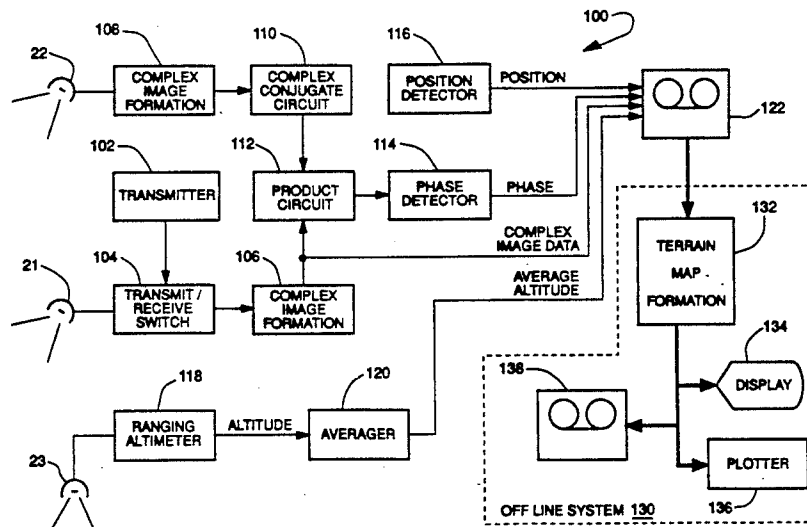 108
110
116
100
22
COMPLEX
IMAGE
FORMATION
COMPLEX
CONJUGATE
CIRCUIT
POSITION
DETECTOR
POSITION
122
102
112
114
TRANSMITTER
PRODUCT
CIRCUIT
PHASE
DETECTOR
PHASE
132
21
104
106
COMPLEX
IMAGE DATA
AVERAGE
ALTITUDE
TERRAIN
MAP
FORMATION
TRANSMIT /
RECEIVE
SWITCH
COMPLEX
IMAGE
FORMATION
134
DISPLAY
118
120
138
RANGING
ALTIMETER
ALTITUDE
AVERAGER
23
PLOTTER
136
OFF LINE SYSTEM 130